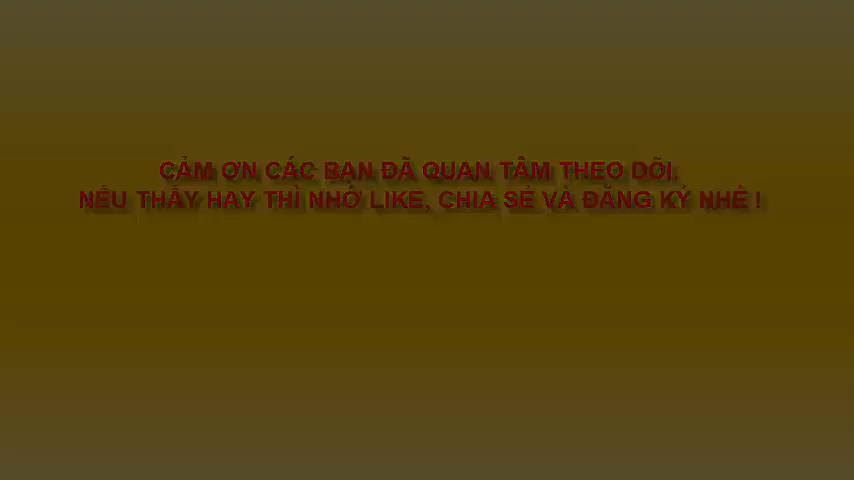 CẢM ƠN CÁC BẠN ĐÃ QUAN TÂM THEO DÕI.
NẾU THẤY HAY THÌ NHỚ LIKE, CHIA SẺ VÀ ĐĂNG KÝ NHÉ !